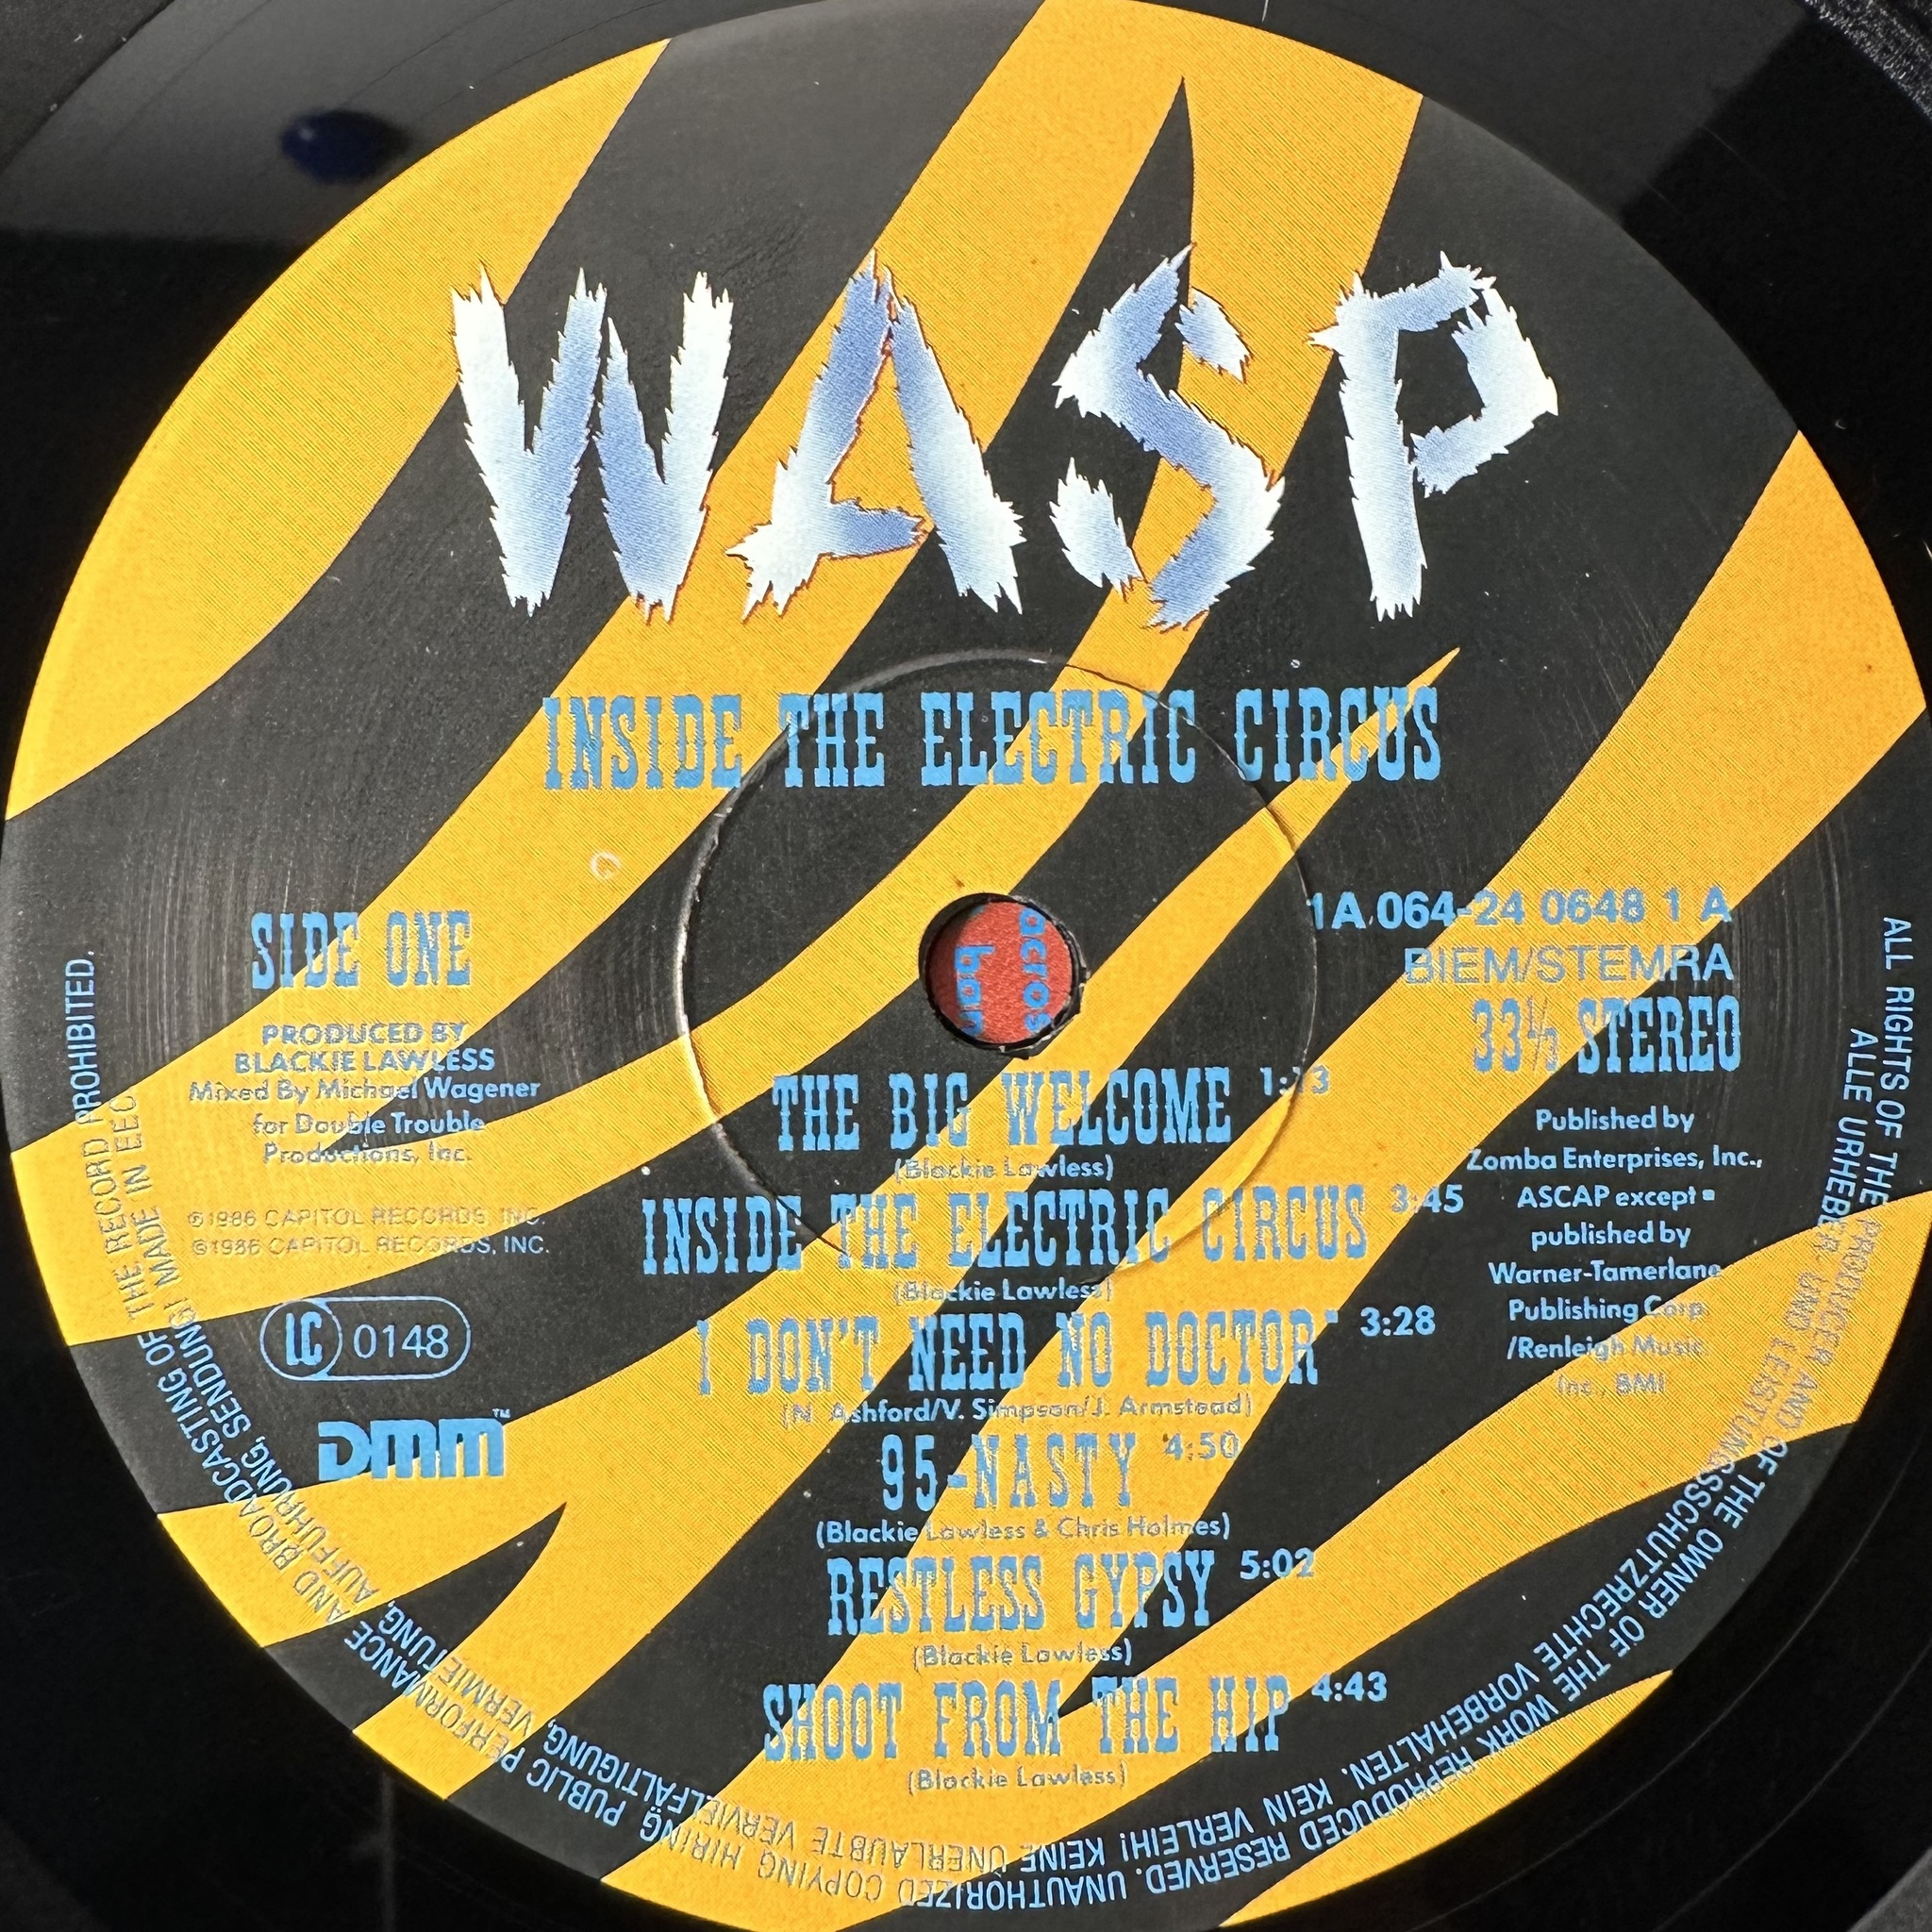 WASP
INSIDE THE ELECTRIC CIRCUS
SIDE ONE
PRODUCED BY
BLACKIE LAWLESS
Mixed By Michael Wagener
for Double Trouble
Productions, Inc.
℗1986 CAPITOL RECORDS, INC.
©1986 CAPITOL RECORDS, INC.
LC 0148
DMM™
1A 064-24 0648 1 A
BIEM/STEMRA
33⅓ STEREO
Published by
Zomba Enterprises, Inc.,
ASCAP except ▪
published by
Warner-Tamerlane
Publishing Corp
/Renleigh Music
Inc., BMI
across
ban
THE BIG WELCOME 1:13
(Blackie Lawless)
INSIDE THE ELECTRIC CIRCUS 3:45
(Blackie Lawless)
I DON'T NEED NO DOCTOR▪ 3:28
(N. Ashford/V. Simpson/J. Armstead)
95-NASTY 4:50
(Blackie Lawless & Chris Holmes)
RESTLESS GYPSY 5:02
(Blackie Lawless)
SHOOT FROM THE HIP 4:43
(Blackie Lawless)
ALL RIGHTS OF THE PRODUCER AND OF THE OWNER OF THE WORK REPRODUCED RESERVED. UNAUTHORIZED COPYING HIRING, PUBLIC PERFORMANCE AND BROADCASTING OF THE RECORD PROHIBITED.
ALLE URHEBER- UND LEISTUNGSSCHUTZRECHTE VORBEHALTEN. KEIN VERLEIH! KEINE UNERLAUBTE VERVIELFÄLTIGUNG, VERMIETUNG, AUFFÜHRUNG, SENDUNG! MADE IN EEC